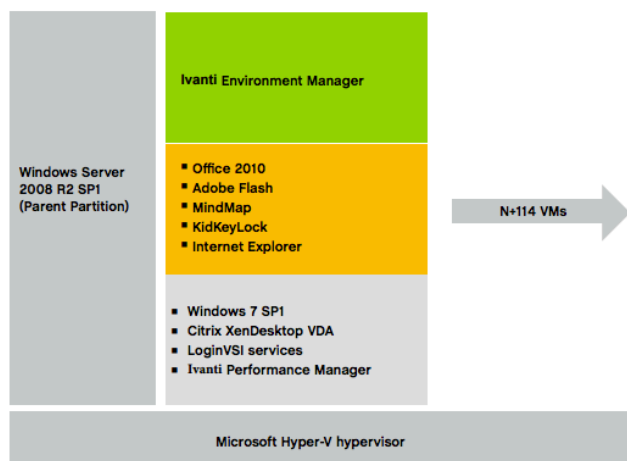 Ivanti Environment Manager
Windows Server
2008 R2 SP1
(Parent Partition)
▪ Office 2010
▪ Adobe Flash
▪ MindMap
▪ KidKeyLock
▪ Internet Explorer
N+114 VMs
▪ Windows 7 SP1
▪ Citrix XenDesktop VDA
▪ LoginVSI services
▪ Ivanti Performance Manager
Microsoft Hyper-V hypervisor